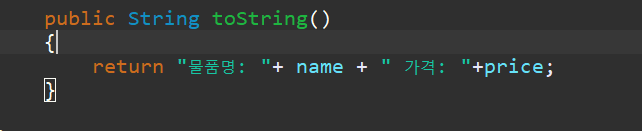 public String toString()
{
return "물품명: "+ name + " 가격: "+price;
}